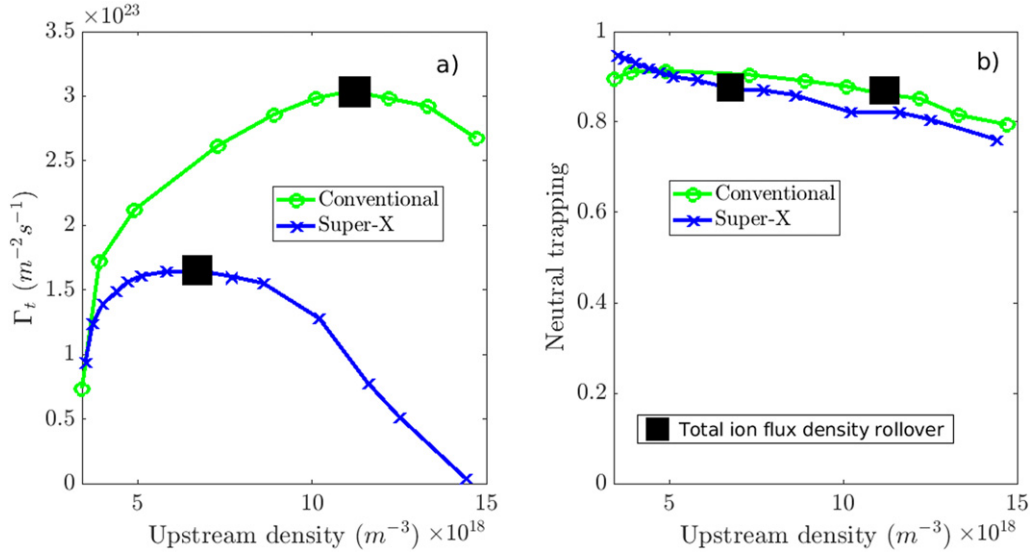 ×10^23
3.5
3
2.5
2
1.5
1
0.5
0
Γ_t (m^−2 s^−1)
a)
Conventional
Super-X
5 10 15
Upstream density (m^−3) ×10^18
1
0.8
0.6
0.4
0.2
0
Neutral trapping
b)
Conventional
Super-X
Total ion flux density rollover
5 10 15
Upstream density (m^−3) ×10^18